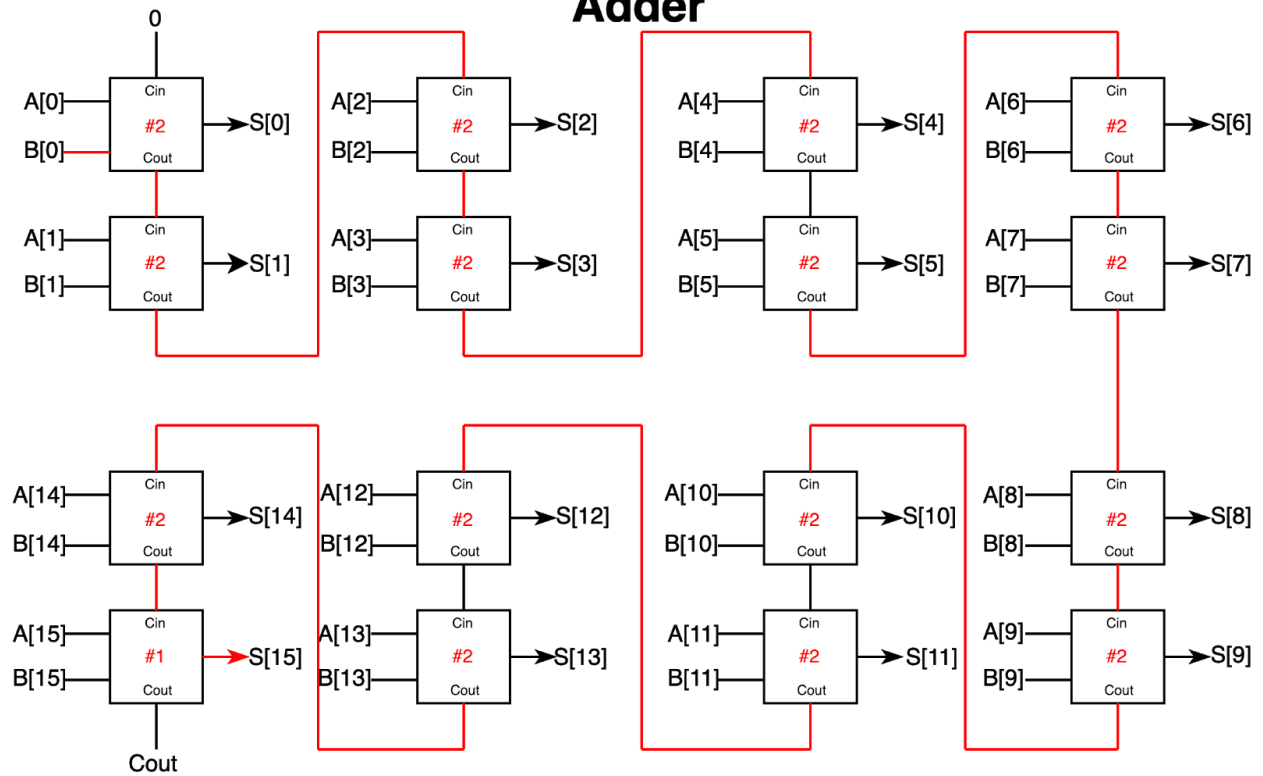 Adder
0
Cin Cin Cin Cin
A[0] #2 S[0] A[2] #2 S[2] A[4] #2 S[4] A[6] #2 S[6]
B[0] Cout B[2] Cout B[4] Cout B[6] Cout
Cin Cin Cin Cin
A[1] #2 S[1] A[3] #2 S[3] A[5] #2 S[5] A[7] #2 S[7]
B[1] Cout B[3] Cout B[5] Cout B[7] Cout
Cin Cin Cin Cin
A[14] #2 S[14] A[12] #2 S[12] A[10] #2 S[10] A[8] #2 S[8]
B[14] Cout B[12] Cout B[10] Cout B[8] Cout
Cin Cin Cin Cin
A[15] #1 S[15] A[13] #2 S[13] A[11] #2 S[11] A[9] #2 S[9]
B[15] Cout B[13] Cout B[11] Cout B[9] Cout
Cout